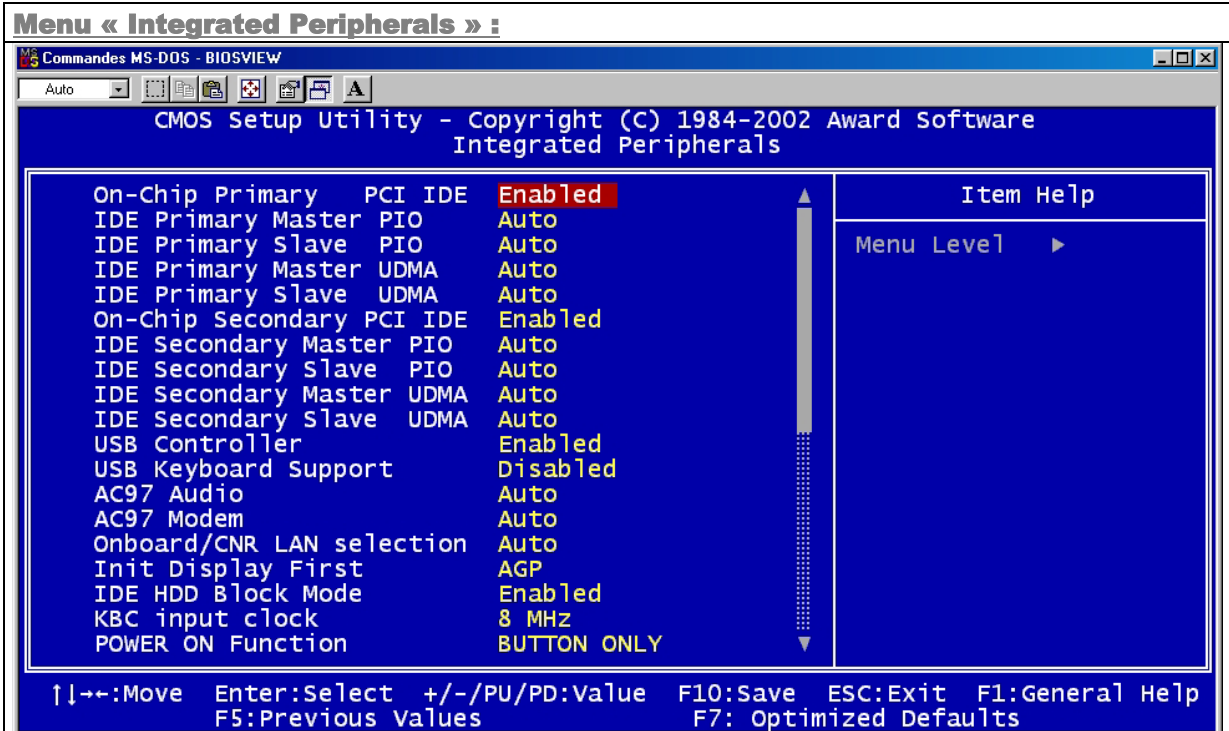 Menu « Integrated Peripherals » :
Commandes MS-DOS - BIOSVIEW
Auto
A
CMOS Setup Utility - Copyright (C) 1984-2002 Award Software
Integrated Peripherals
On-Chip Primary PCI IDE Enabled
IDE Primary Master PIO Auto
IDE Primary Slave PIO Auto
IDE Primary Master UDMA Auto
IDE Primary Slave UDMA Auto
On-Chip Secondary PCI IDE Enabled
IDE Secondary Master PIO Auto
IDE Secondary Slave PIO Auto
IDE Secondary Master UDMA Auto
IDE Secondary Slave UDMA Auto
USB Controller Enabled
USB Keyboard Support Disabled
AC97 Audio Auto
AC97 Modem Auto
Onboard/CNR LAN selection Auto
Init Display First AGP
IDE HDD Block Mode Enabled
KBC input clock 8 MHz
POWER ON Function BUTTON ONLY
Item Help
Menu Level ►
↑↓→←:Move Enter:Select +/-/PU/PD:Value F10:Save ESC:Exit F1:General Help
F5:Previous Values F7: Optimized Defaults